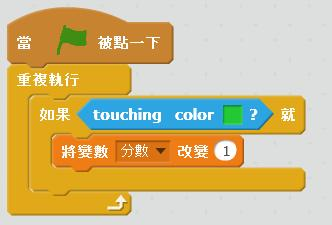 當 被點一下
重複執行
如果 touching color ? 就
將變數 分數 改變 1